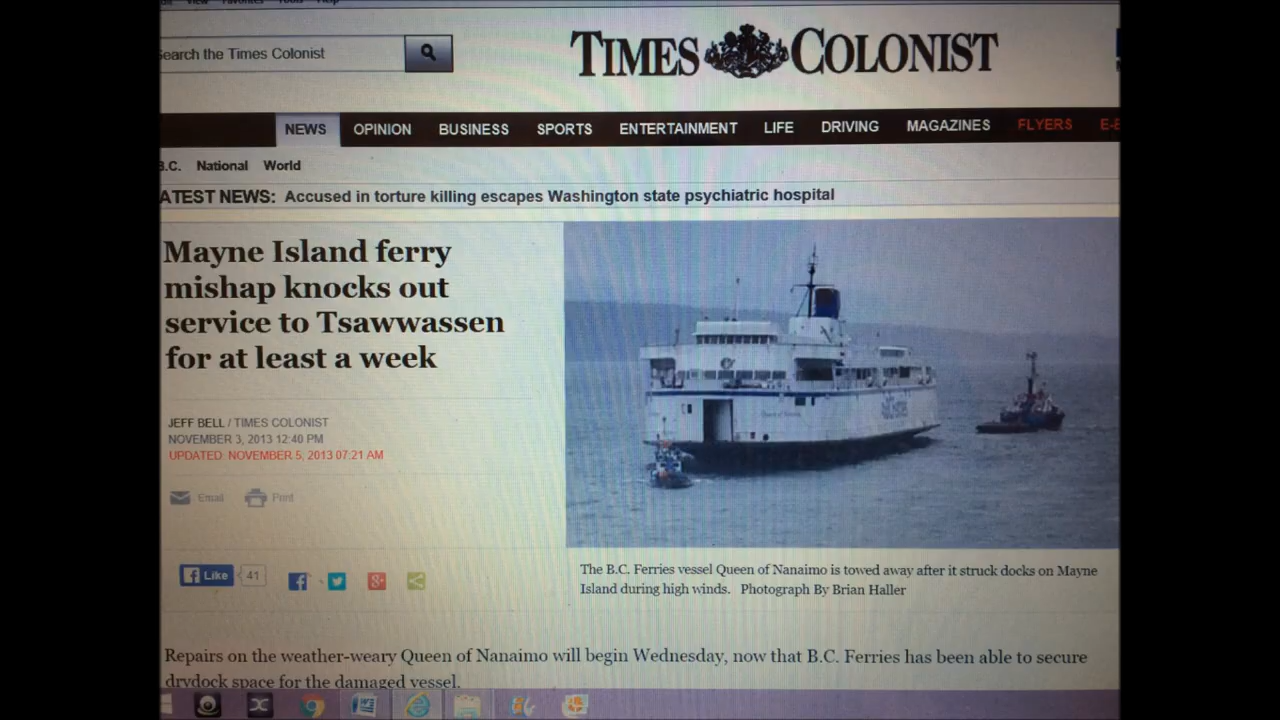 Search the Times Colonist
TIMES COLONIST
NEWS OPINION BUSINESS SPORTS ENTERTAINMENT LIFE DRIVING MAGAZINES FLYERS
B.C. National World
ATEST NEWS: Accused in torture killing escapes Washington state psychiatric hospital
Mayne Island ferry
mishap knocks out
service to Tsawwassen
for at least a week
JEFF BELL / TIMES COLONIST
NOVEMBER 3, 2013 12:40 PM
UPDATED: NOVEMBER 5, 2013 07:21 AM
Email Print
Like 41
The B.C. Ferries vessel Queen of Nanaimo is towed away after it struck docks on Mayne
Island during high winds. Photograph By Brian Haller
Repairs on the weather-weary Queen of Nanaimo will begin Wednesday, now that B.C. Ferries has been able to secure
drydock space for the damaged vessel.